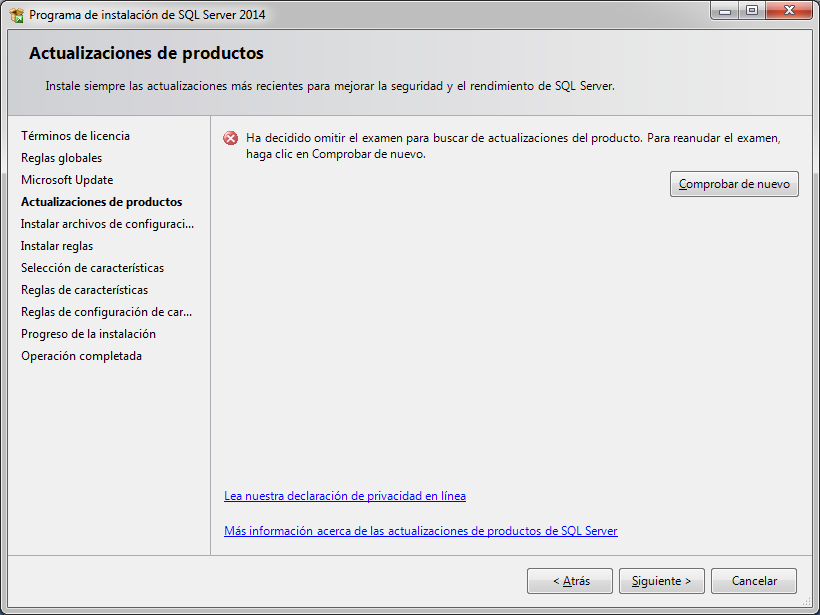 Programa de instalación de SQL Server 2014
Actualizaciones de productos
Instale siempre las actualizaciones más recientes para mejorar la seguridad y el rendimiento de SQL Server.
Términos de licencia
Reglas globales
Microsoft Update
Actualizaciones de productos
Instalar archivos de configuraci...
Instalar reglas
Selección de características
Reglas de características
Reglas de configuración de car...
Progreso de la instalación
Operación completada
Ha decidido omitir el examen para buscar de actualizaciones del producto. Para reanudar el examen,
haga clic en Comprobar de nuevo.
Comprobar de nuevo
Lea nuestra declaración de privacidad en línea
Más información acerca de las actualizaciones de productos de SQL Server
< Atrás
Siguiente >
Cancelar